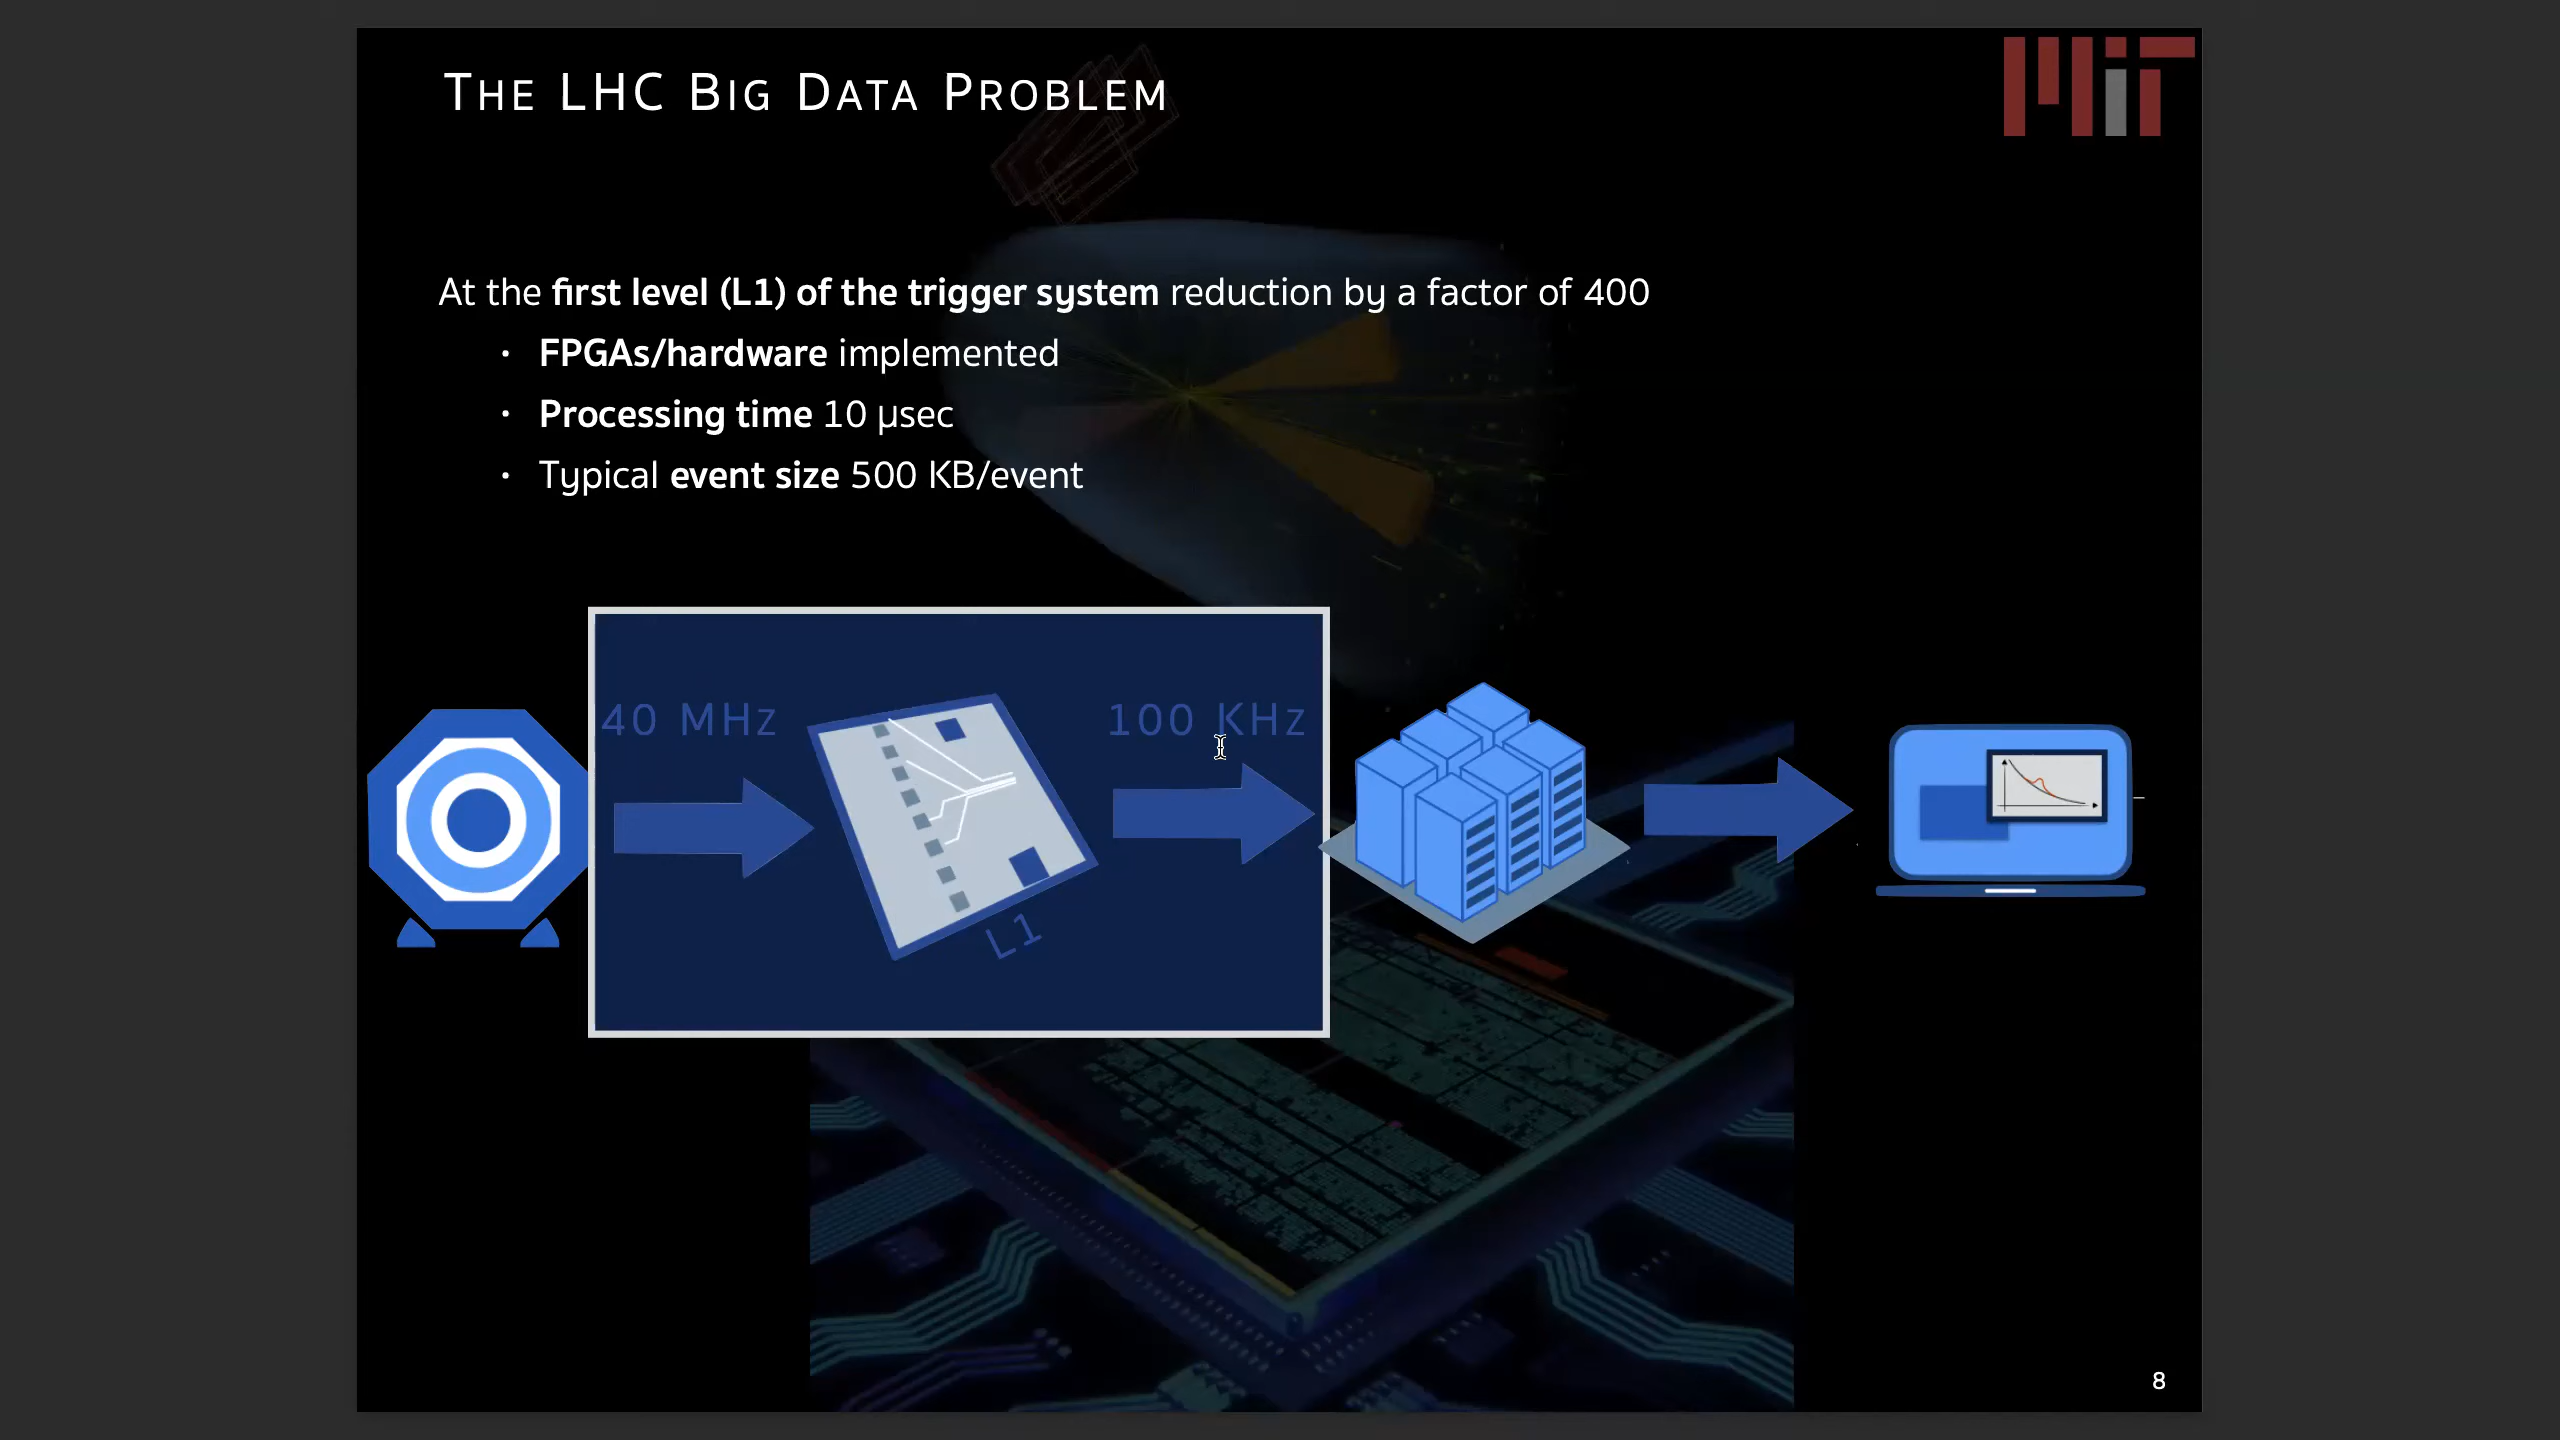 THE LHC BIG DATA PROBLEM
MIT
At the first level (L1) of the trigger system reduction by a factor of 400
• FPGAs/hardware implemented
• Processing time 10 μsec
• Typical event size 500 KB/event
40 MHZ
100 KHZ
L1
8